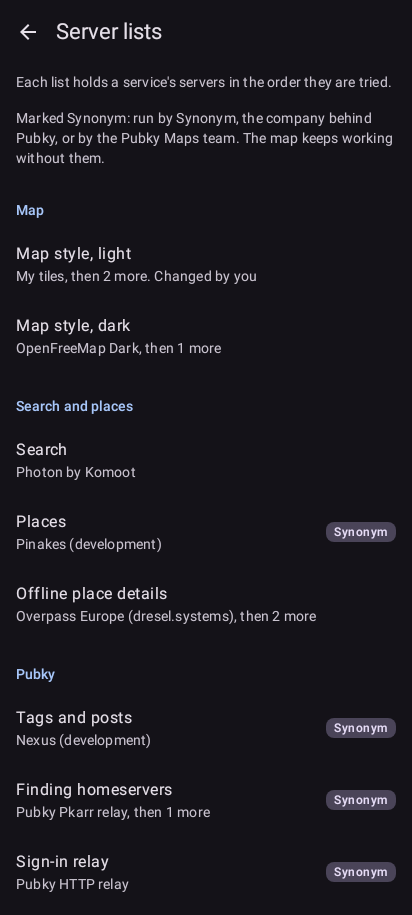 Server lists
Each list holds a service's servers in the order they are tried.
Marked Synonym: run by Synonym, the company behind
Pubky, or by the Pubky Maps team. The map keeps working
without them.
Map
Map style, light
My tiles, then 2 more. Changed by you
Map style, dark
OpenFreeMap Dark, then 1 more
Search and places
Search
Photon by Komoot
Places
Pinakes (development)
Synonym
Offline place details
Overpass Europe (dresel.systems), then 2 more
Pubky
Tags and posts
Nexus (development)
Synonym
Finding homeservers
Pubky Pkarr relay, then 1 more
Synonym
Sign-in relay
Pubky HTTP relay
Synonym